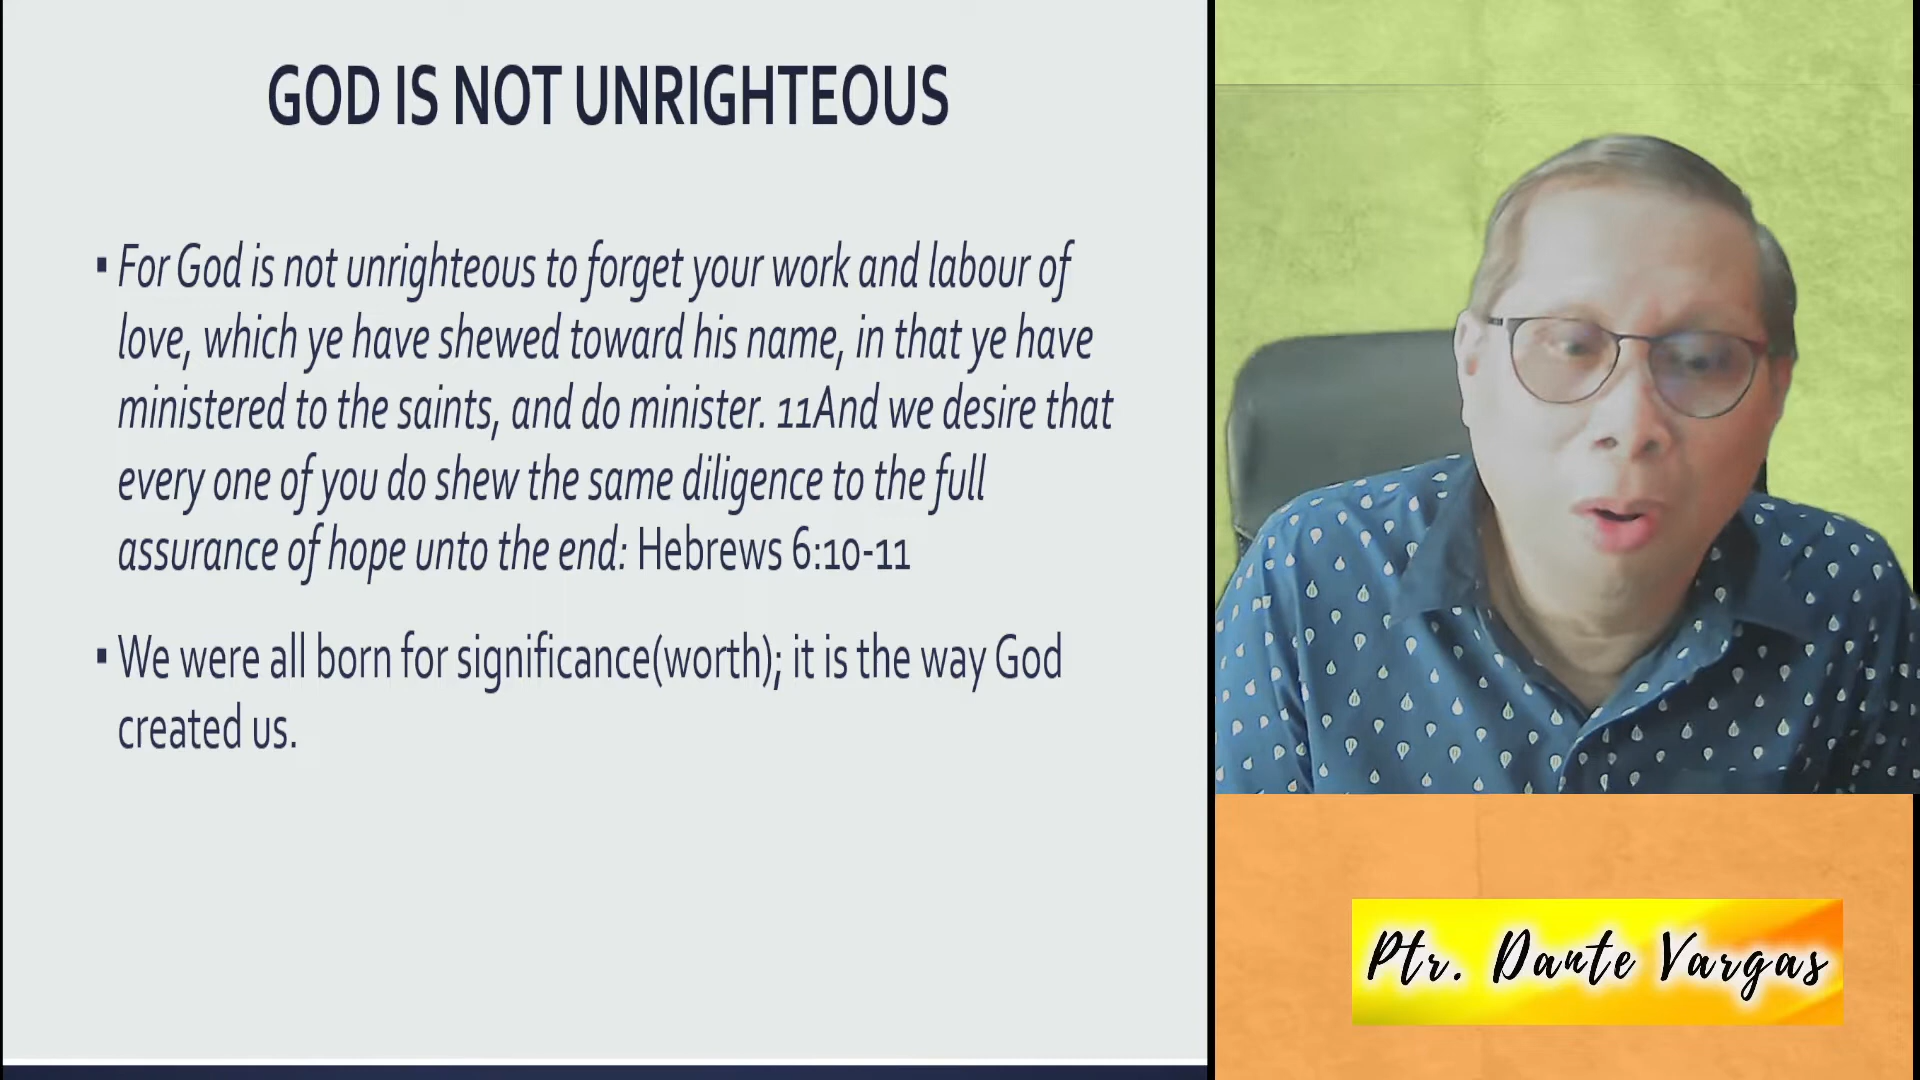 GOD IS NOT UNRIGHTEOUS
▪ For God is not unrighteous to forget your work and labour of
love, which ye have shewed toward his name, in that ye have
ministered to the saints, and do minister. 11And we desire that
every one of you do shew the same diligence to the full
assurance of hope unto the end: Hebrews 6:10-11
▪ We were all born for significance(worth); it is the way God
created us.
Ptr. Dante Vargas